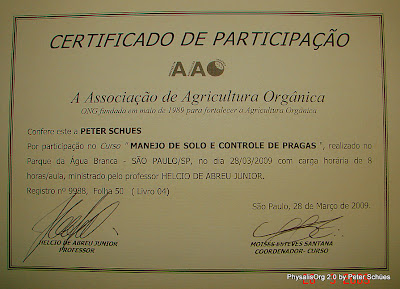 CERTIFICADO DE PARTICIPAÇÃO
AAO
A Associação de Agricultura Orgânica
ONG fundada em maio de 1989 para fortalecer a Agricultura Orgânica
Confere este a PETER SCHUES
Por participação no Curso "MANEJO DE SOLO E CONTROLE DE PRAGAS", realizado no
Parque da Água Branca - SÃO PAULO/SP, no dia 28/03/2009 com carga horária de 8
horas/aula, ministrado pelo professor HELCIO DE ABREU JUNIOR.
Registro nº 9988, Folha 50 ( Livro 04)
São Paulo, 28 de Março de 2009.
HELCIO DE ABREU JUNIOR
PROFESSOR
MOISÉS ESTEVES SANTANA
COORDENADOR- CURSO
PhysalisOrg 2.0 by Peter Schües